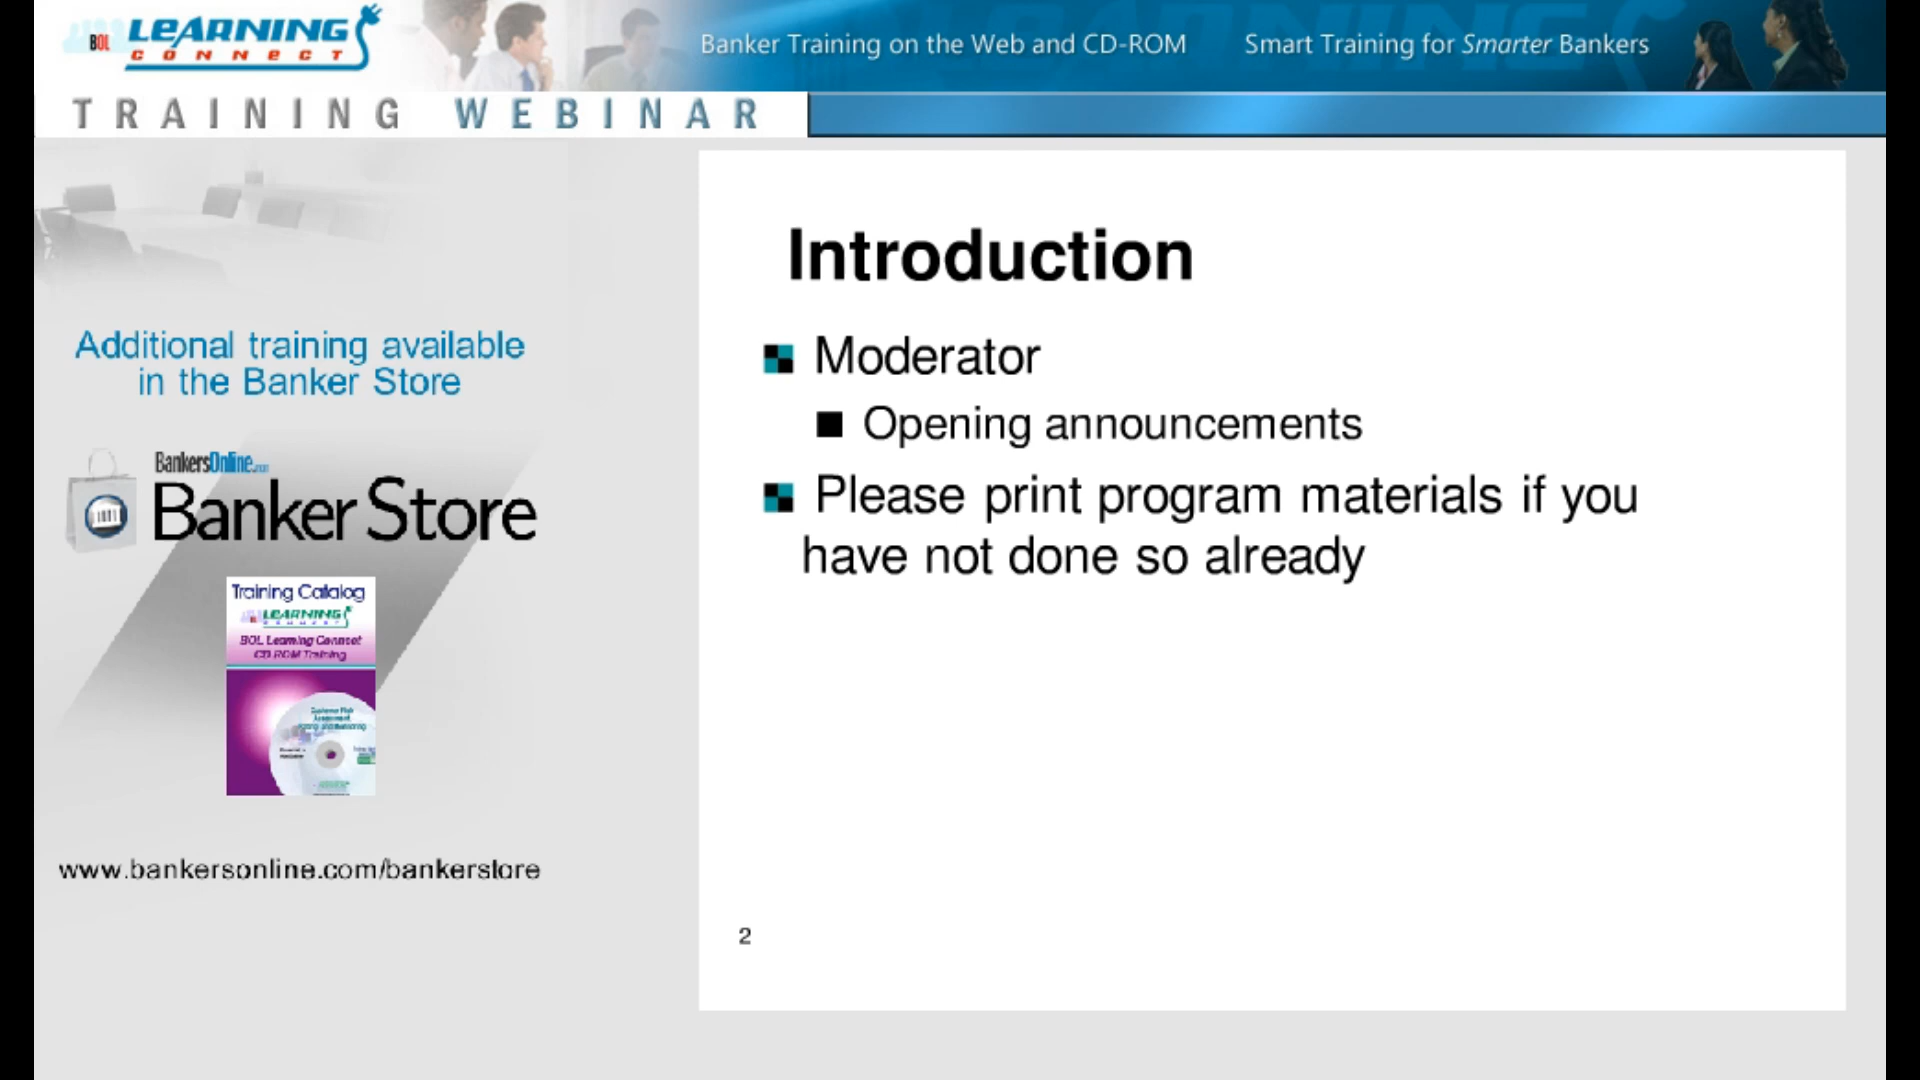 BOL LEARNING
CONNECT
Banker Training on the Web and CD-ROM Smart Training for Smarter Bankers
TRAINING WEBINAR
Additional training available
in the Banker Store
BankersOnline.com
Banker Store
Training Catalog
LEARNING
CONNECT
BOL Learning Connect
CD ROM Training
www.bankersonline.com/bankerstore
Introduction
Moderator
Opening announcements
Please print program materials if you
have not done so already
2